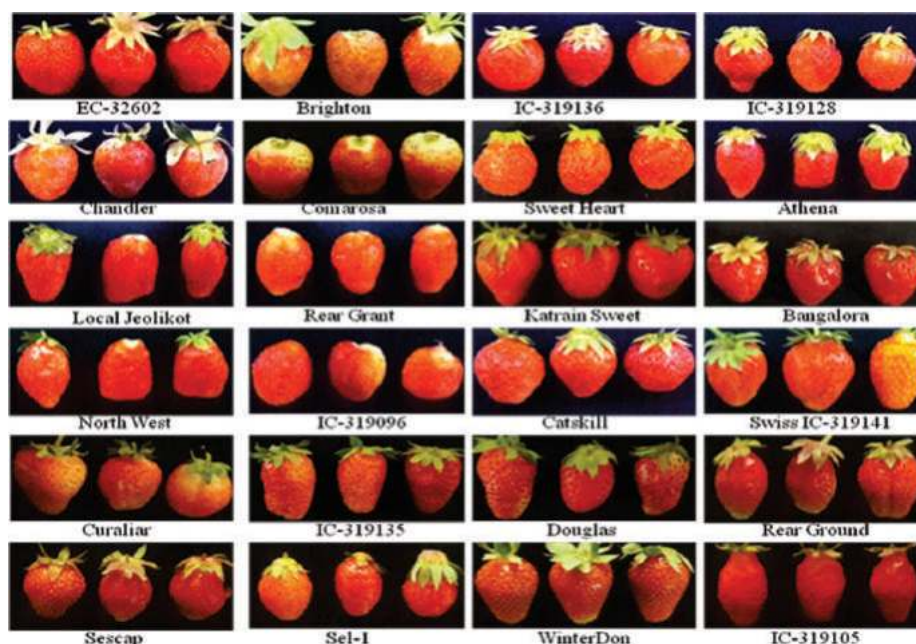 EC-32602 Brighton IC-319136 IC-319128
Chandler Comarosa Sweet Heart Athena
Local Jeolikot Rear Grant Katrain Sweet Bangalora
North West IC-319096 Catskill Swiss IC-319141
Curaliar IC-319135 Douglas Rear Ground
Sescap Sel-1 WinterDon IC-319105